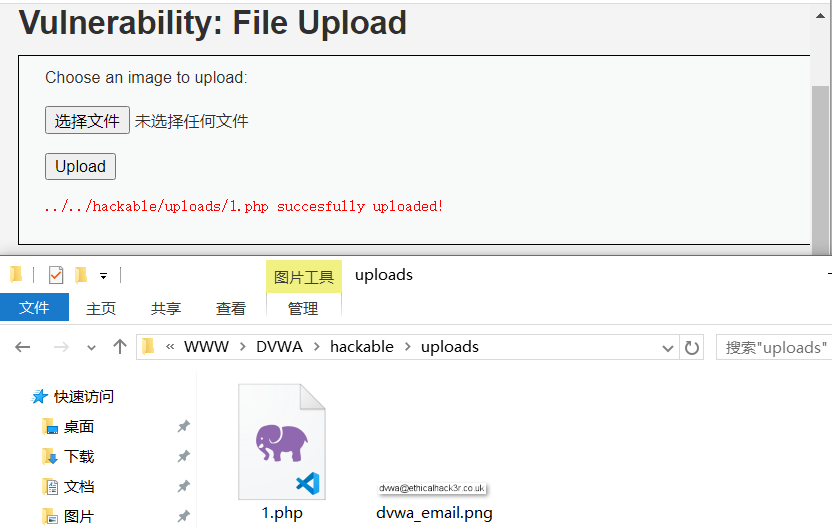 Vulnerability: File Upload
Choose an image to upload:
选择文件 未选择任何文件
Upload
../../hackable/uploads/1.php succesfully uploaded!
图片工具 uploads
文件 主页 共享 查看 管理
« WWW > DVWA > hackable > uploads 搜索"uploads"
快速访问
桌面
下载
文档
图片
dvwa@ethicalhack3r.co.uk
1.php dvwa_email.png